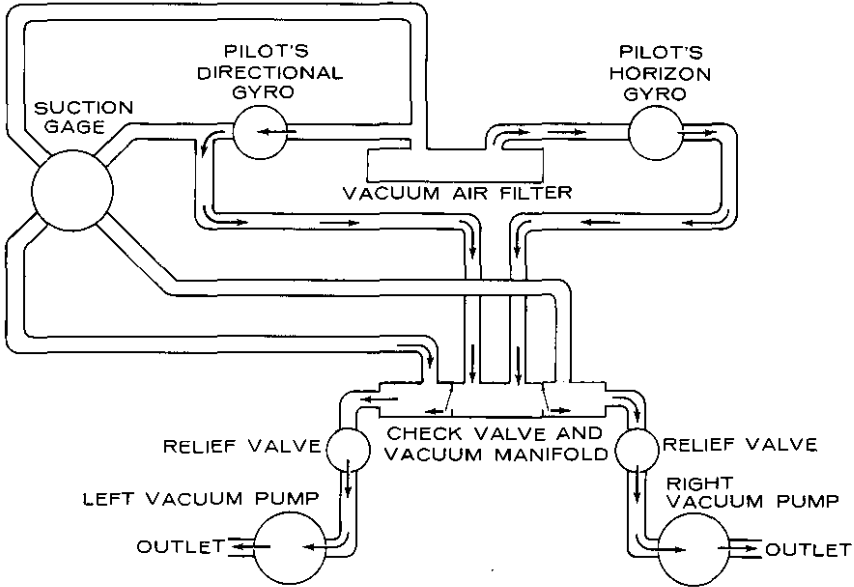 PILOT'S
DIRECTIONAL
GYRO
PILOT'S
HORIZON
GYRO
SUCTION
GAGE
VACUUM AIR FILTER
RELIEF VALVE
CHECK VALVE AND
VACUUM MANIFOLD
RELIEF VALVE
LEFT VACUUM PUMP
RIGHT
VACUUM PUMP
OUTLET
OUTLET